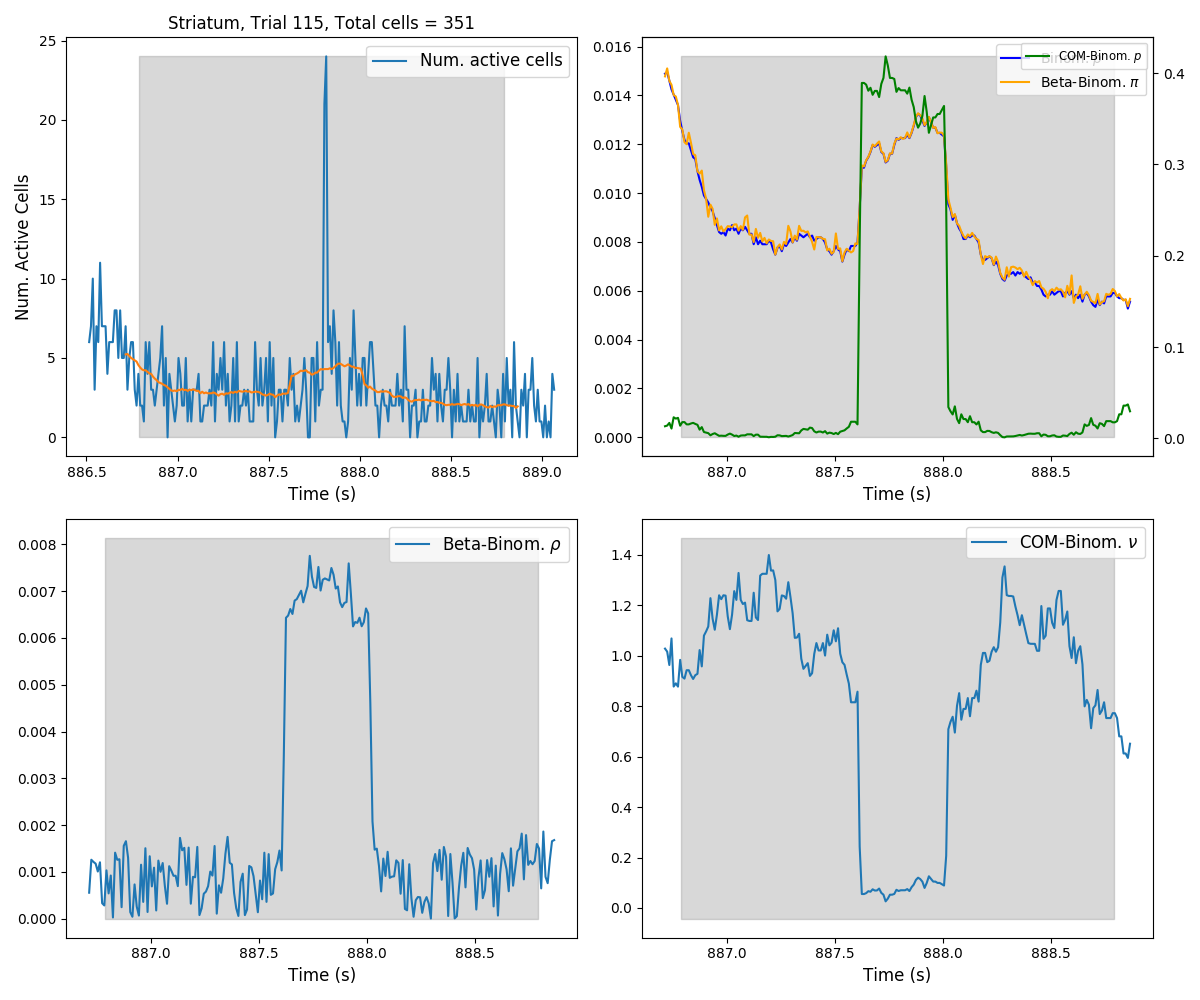 Striatum, Trial 115, Total cells = 351
Num. Active Cells
25
20
15
10
5
0
Num. active cells
886.5 887.0 887.5 888.0 888.5 889.0
Time (s)
0.016
0.014
0.012
0.010
0.008
0.006
0.004
0.002
0.000
COM-Binom. p
Beta-Binom. π
0.4
0.3
0.2
0.1
0.0
887.0 887.5 888.0 888.5
Time (s)
0.008
0.007
0.006
0.005
0.004
0.003
0.002
0.001
0.000
Beta-Binom. ρ
887.0 887.5 888.0 888.5
Time (s)
1.4
1.2
1.0
0.8
0.6
0.4
0.2
0.0
COM-Binom. ν
887.0 887.5 888.0 888.5
Time (s)